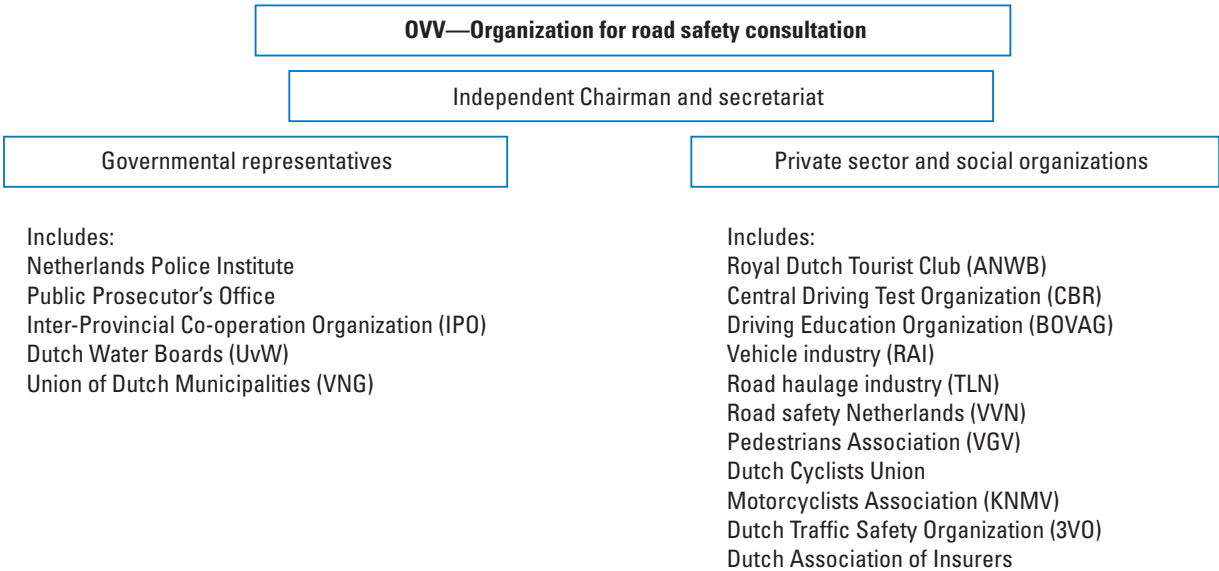 OVV—Organization for road safety consultation
Independent Chairman and secretariat
Governmental representatives
Includes:
Netherlands Police Institute
Public Prosecutor's Office
Inter-Provincial Co-operation Organization (IPO)
Dutch Water Boards (UvW)
Union of Dutch Municipalities (VNG)
Private sector and social organizations
Includes:
Royal Dutch Tourist Club (ANWB)
Central Driving Test Organization (CBR)
Driving Education Organization (BOVAG)
Vehicle industry (RAI)
Road haulage industry (TLN)
Road safety Netherlands (VVN)
Pedestrians Association (VGV)
Dutch Cyclists Union
Motorcyclists Association (KNMV)
Dutch Traffic Safety Organization (3VO)
Dutch Association of Insurers